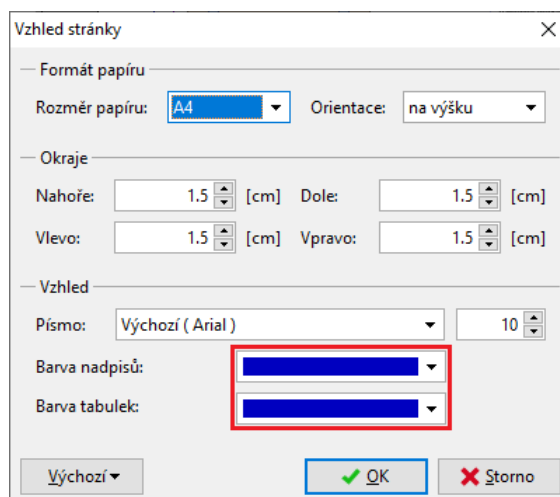 Vzhled stránky
Formát papíru
Rozměr papíru: A4 Orientace: na výšku
Okraje
Nahoře: 1.5 [cm] Dole: 1.5 [cm]
Vlevo: 1.5 [cm] Vpravo: 1.5 [cm]
Vzhled
Písmo: Výchozí ( Arial ) 10
Barva nadpisů:
Barva tabulek:
Výchozí OK Storno